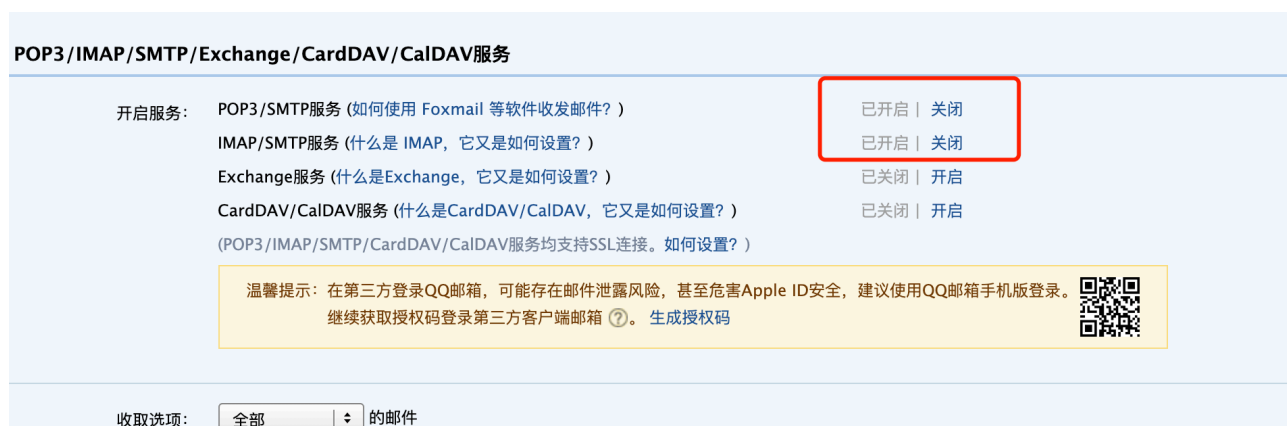 POP3/IMAP/SMTP/Exchange/CardDAV/CalDAV服务
开启服务： POP3/SMTP服务 (如何使用 Foxmail 等软件收发邮件？) 已开启 | 关闭
IMAP/SMTP服务 (什么是 IMAP，它又是如何设置？) 已开启 | 关闭
Exchange服务 (什么是Exchange，它又是如何设置？) 已关闭 | 开启
CardDAV/CalDAV服务 (什么是CardDAV/CalDAV，它又是如何设置？) 已关闭 | 开启
(POP3/IMAP/SMTP/CardDAV/CalDAV服务均支持SSL连接。如何设置？)
温馨提示：在第三方登录QQ邮箱，可能存在邮件泄露风险，甚至危害Apple ID安全，建议使用QQ邮箱手机版登录。
继续获取授权码登录第三方客户端邮箱 ?。 生成授权码
收取选项： 全部 的邮件